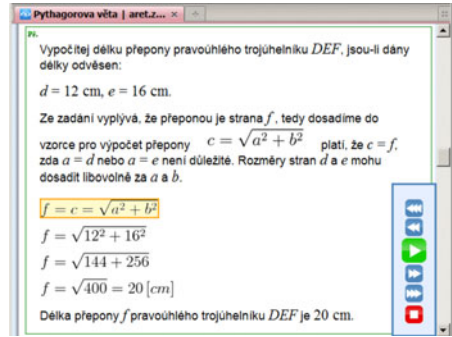 Pythagorova věta | aret.z...
Př.
Vypočítej délku přepony pravoúhlého trojúhelníku DEF, jsou-li dány
délky odvěsen:
d = 12 cm, e = 16 cm.
Ze zadání vyplývá, že přeponou je strana f, tedy dosadíme do
vzorce pro výpočet přepony c = √(a² + b²) platí, že c = f,
zda a = d nebo a = e není důležité. Rozměry stran d a e mohu
dosadit libovolně za a a b.
f = c = √(a² + b²)
f = √(12² + 16²)
f = √(144 + 256)
f = √400 = 20 [cm]
Délka přepony f pravoúhlého trojúhelníku DEF je 20 cm.